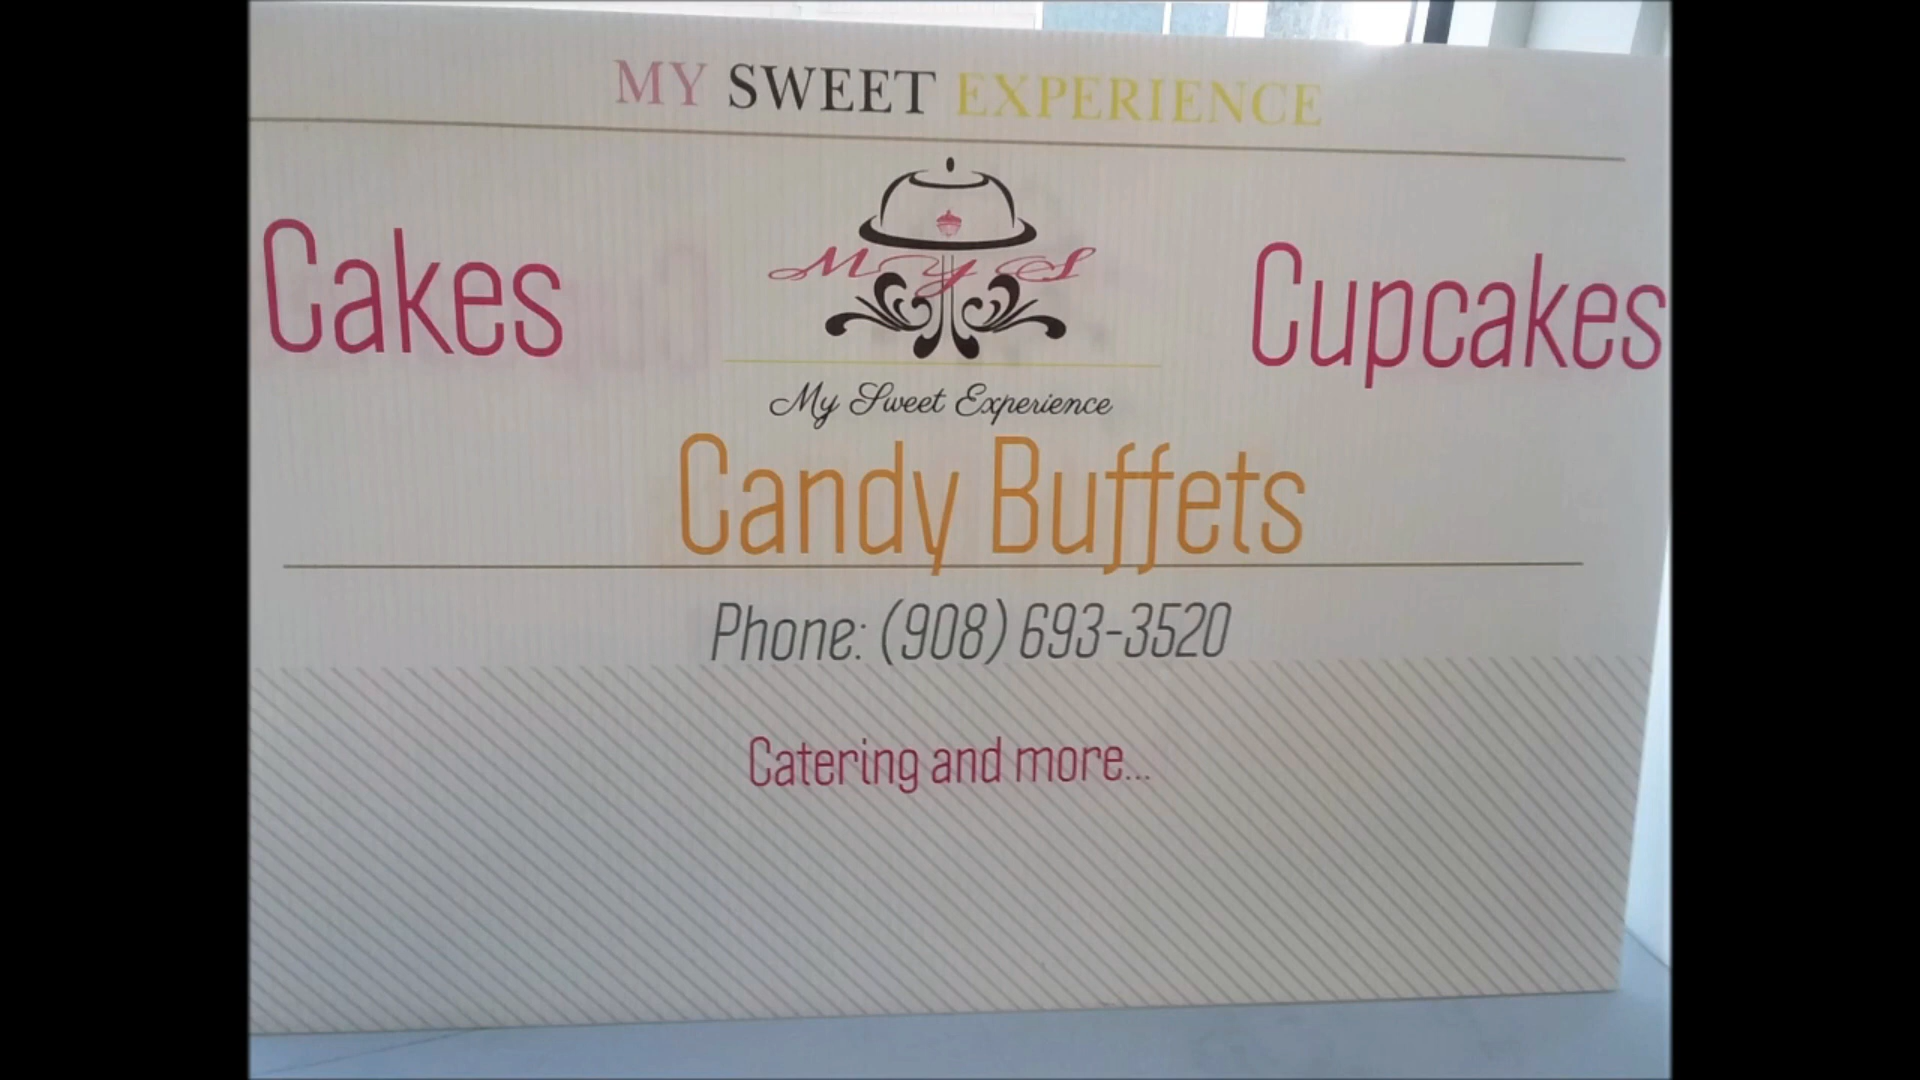 MY SWEET EXPERIENCE
Cakes
MyS
Cupcakes
My Sweet Experience
Candy Buffets
Phone: (908) 693-3520
Catering and more...